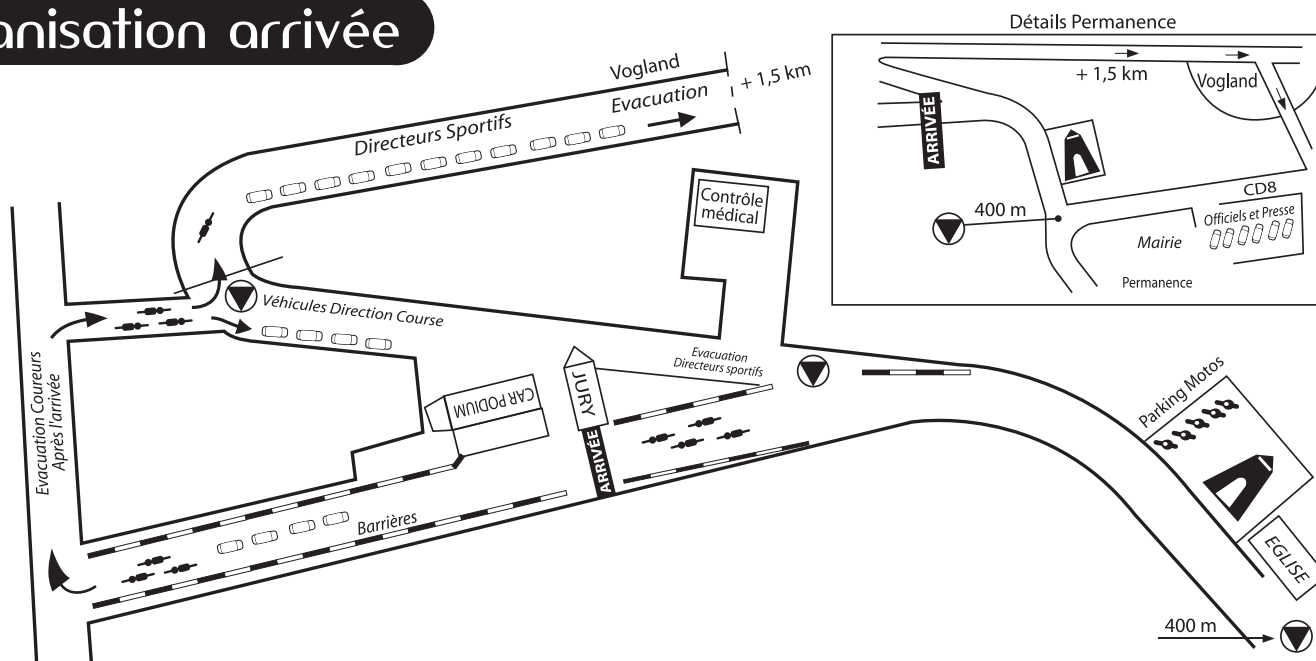 anisation arrivée
Détails Permanence
Vogland
+ 1,5 km
Evacuation
Directeurs Sportifs
+ 1,5 km
Vogland
ARRIVÉE
400 m
CD8
Officiels et Presse
Mairie
Permanence
Contrôle
médical
Véhicules Direction Course
Evacuation
Directeurs sportifs
Evacuation Coureurs
Après l'arrivée
CAR PODIUM
JURY
ARRIVÉE
Barrières
Parking Motos
EGLISE
400 m